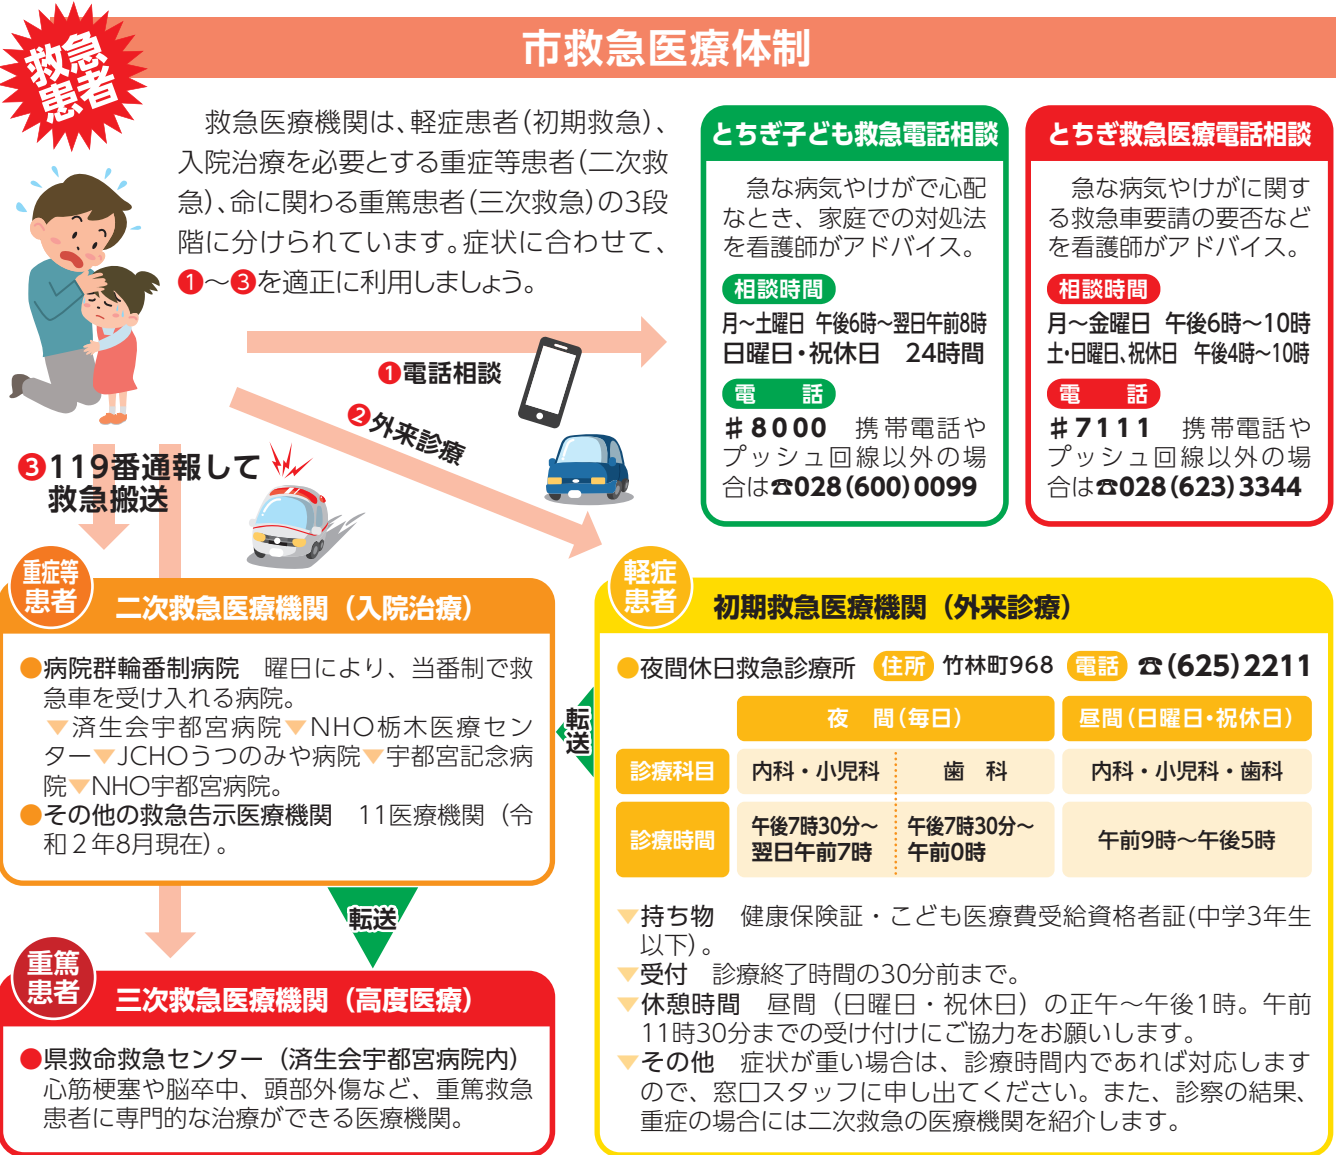 救急
患者
市救急医療体制
救急医療機関は、軽症患者(初期救急)、
入院治療を必要とする重症等患者(二次救
急)、命に関わる重篤患者(三次救急)の3段
階に分けられています。症状に合わせて、
❶〜❸を適正に利用しましょう。
とちぎ子ども救急電話相談
急な病気やけがで心配
なとき、家庭での対処法
を看護師がアドバイス。
相談時間
月〜土曜日 午後6時〜翌日午前8時
日曜日・祝休日 24時間
電 話
♯8000 携帯電話や
プッシュ回線以外の場
合は☎028(600)0099
とちぎ救急医療電話相談
急な病気やけがに関す
る救急車要請の要否など
を看護師がアドバイス。
相談時間
月〜金曜日 午後6時〜10時
土・日曜日、祝休日 午後4時〜10時
電 話
♯7111 携帯電話や
プッシュ回線以外の場
合は☎028(623)3344
❶電話相談
❷外来診療
❸119番通報して
救急搬送
重症等
患者
二次救急医療機関(入院治療)
●病院群輪番制病院 曜日により、当番制で救
急車を受け入れる病院。
▼済生会宇都宮病院▼NHO栃木医療セン
ター▼JCHOうつのみや病院▼宇都宮記念病
院▼NHO宇都宮病院。
●その他の救急告示医療機関 11医療機関(令
和2年8月現在)。
転送
転送
重篤
患者
三次救急医療機関(高度医療)
●県救命救急センター(済生会宇都宮病院内)
心筋梗塞や脳卒中、頭部外傷など、重篤救急
患者に専門的な治療ができる医療機関。
軽症
患者
初期救急医療機関(外来診療)
●夜間休日救急診療所 住所 竹林町968 電話 ☎(625)2211
夜 間(毎日) 昼間(日曜日・祝休日)
診療科目 内科・小児科 歯 科 内科・小児科・歯科
診療時間 午後7時30分〜翌日午前7時 午後7時30分〜午前0時 午前9時〜午後5時
▼持ち物 健康保険証・こども医療費受給資格者証(中学3年生
以下)。
▼受付 診療終了時間の30分前まで。
▼休憩時間 昼間(日曜日・祝休日)の正午〜午後1時。午前
11時30分までの受け付けにご協力をお願いします。
▼その他 症状が重い場合は、診療時間内であれば対応します
ので、窓口スタッフに申し出てください。また、診察の結果、
重症の場合には二次救急の医療機関を紹介します。